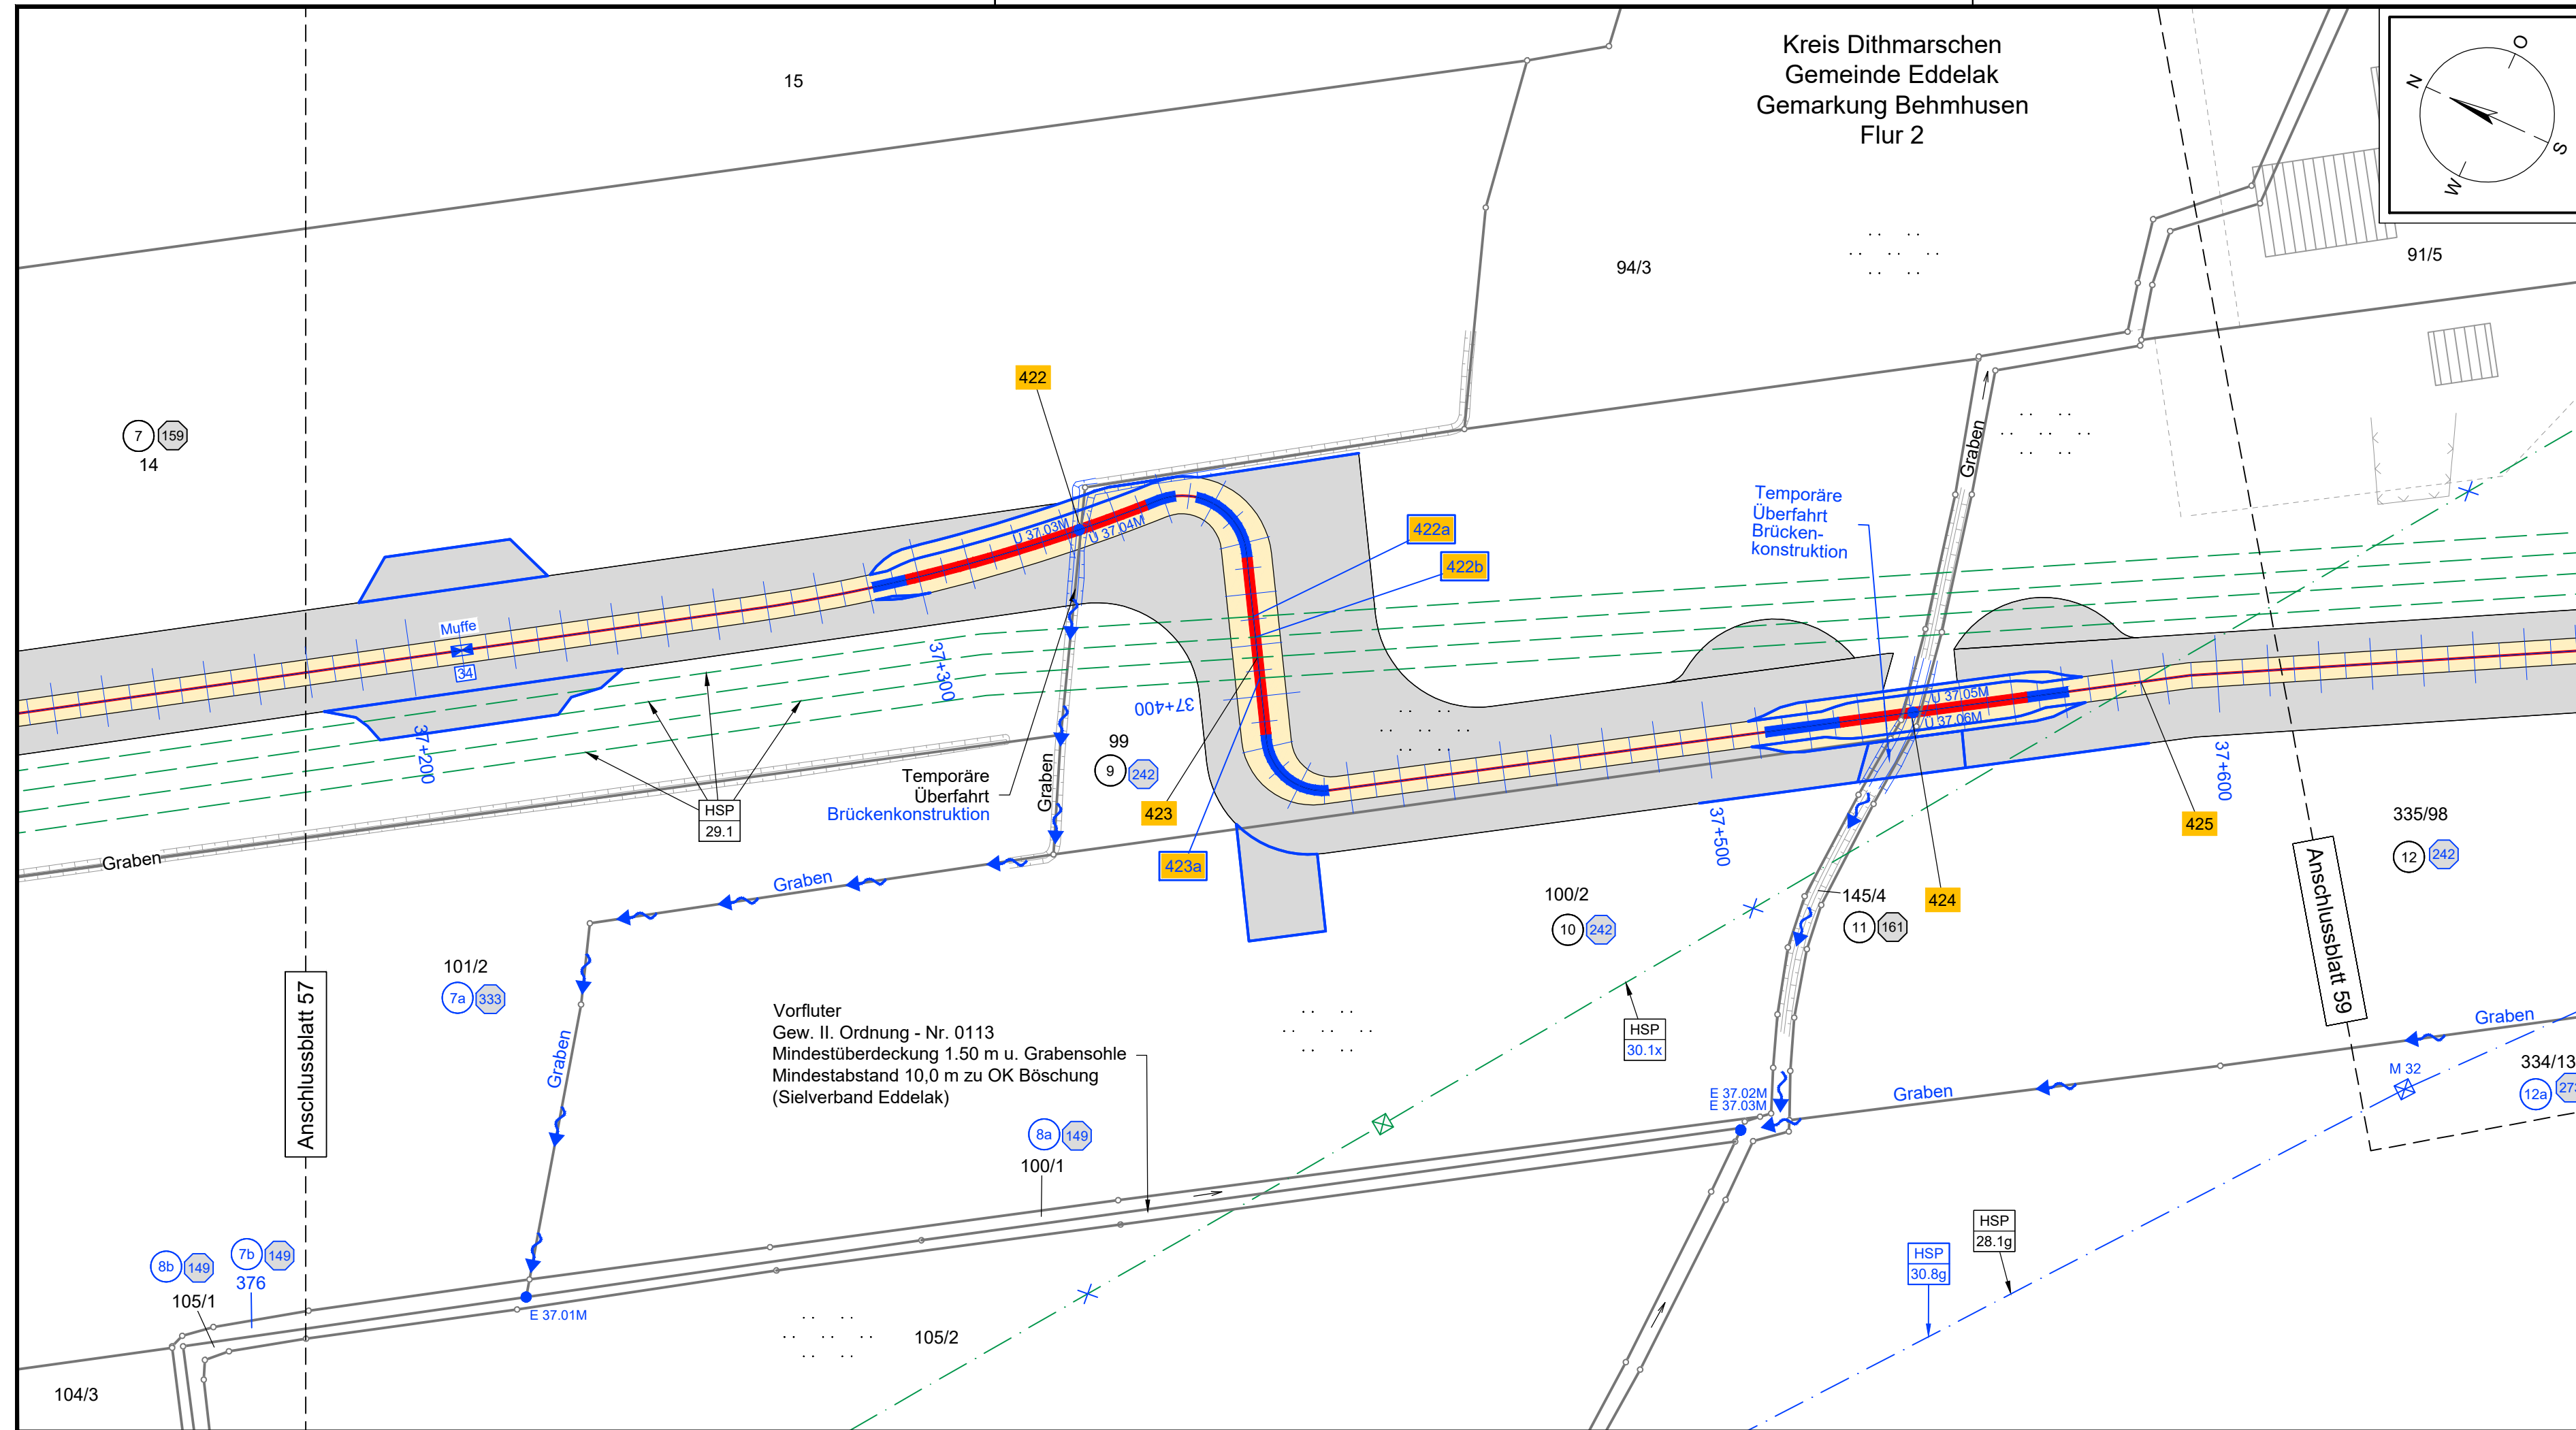 Kreis Dithmarschen
Gemeinde Eddelak
Gemarkung Behmhusen
Flur 2
N
O
S
W
15
94/3
91/5
7
159
14
422
Graben
Temporäre
Überfahrt
Brücken-
konstruktion
422a
422b
U 37.03M
U 37.04M
Muffe
34
37+200
37+300
37+400
37+500
37+600
U 37.05M
U 37.06M
99
9
242
Temporäre
Überfahrt
Brückenkonstruktion
Graben
HSP
29.1
423
423a
425
424
335/98
12
242
Graben
Graben
100/2
10
242
145/4
11
161
Anschlussblatt 57
Anschlussblatt 59
101/2
7a
333
Graben
Vorfluter
Gew. II. Ordnung - Nr. 0113
Mindestüberdeckung 1.50 m u. Grabensohle
Mindestabstand 10,0 m zu OK Böschung
(Sielverband Eddelak)
HSP
30.1x
Graben
M 32
334/13
12a
E 37.02M
E 37.03M
Graben
8a
149
100/1
HSP
28.1g
HSP
30.8g
8b
149
7b
149
376
105/1
E 37.01M
105/2
104/3